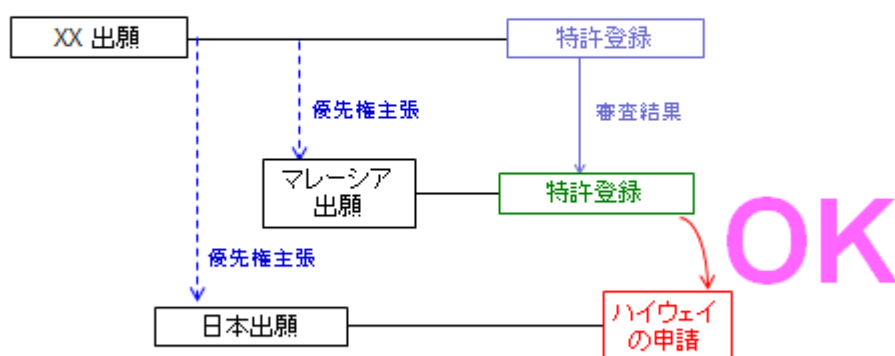 XX 出願
特許登録
優先権主張
審査結果
マレーシア
出願
特許登録
OK
優先権主張
日本出願
ハイウェイ
の申請